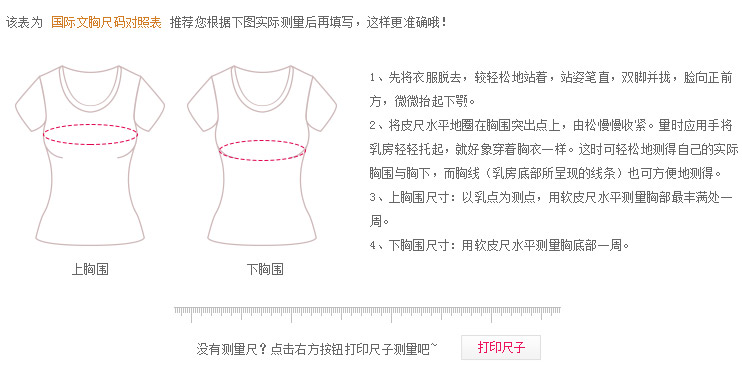 该表为 国际文胸尺码对照表 推荐您根据下图实际测量后再填写，这样更准确哦！
1、先将衣服脱去，较轻松地站着，站姿笔直，双脚并拢，脸向正前
方，微微抬起下颚。
2、将皮尺水平地圈在胸围突出点上，由松慢慢收紧。量时应用手将
乳房轻轻托起，就好象穿着胸衣一样。这时可轻松地测得自己的实际
胸围与胸下，而胸线（乳房底部所呈现的线条）也可方便地测得。
3、上胸围尺寸：以乳点为测点，用软皮尺水平测量胸部最丰满处一
周。
4、下胸围尺寸：用软皮尺水平测量胸底部一周。
上胸围 下胸围
没有测量尺？点击右方按钮打印尺子测量吧~ 打印尺子